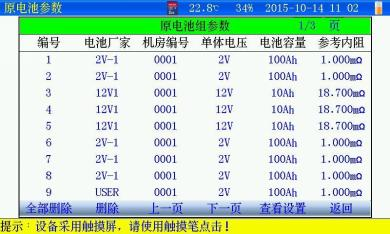 原电池参数 22.8℃ 34% 2015-10-14 11 02
原电池组参数 1/3 页
编号 电池厂家 机房编号 单体电压 电池容量 参考内阻
1 2V-1 0001 2V 100Ah 1.000mΩ
2 2V-1 0001 2V 100Ah 1.000mΩ
3 12V1 0001 12V 10Ah 18.700mΩ
4 12V1 0001 12V 10Ah 18.700mΩ
5 12V1 0001 12V 10Ah 18.700mΩ
6 2V-1 0001 2V 100Ah 1.000mΩ
7 2V-1 0001 2V 100Ah 1.000mΩ
8 2V-1 0001 2V 100Ah 1.000mΩ
9 USER 0001 2V 100Ah 1.000mΩ
全部删除 删除 上一页 下一页 查看设置 返回
提示：设备采用触摸屏，请使用触摸笔点击！